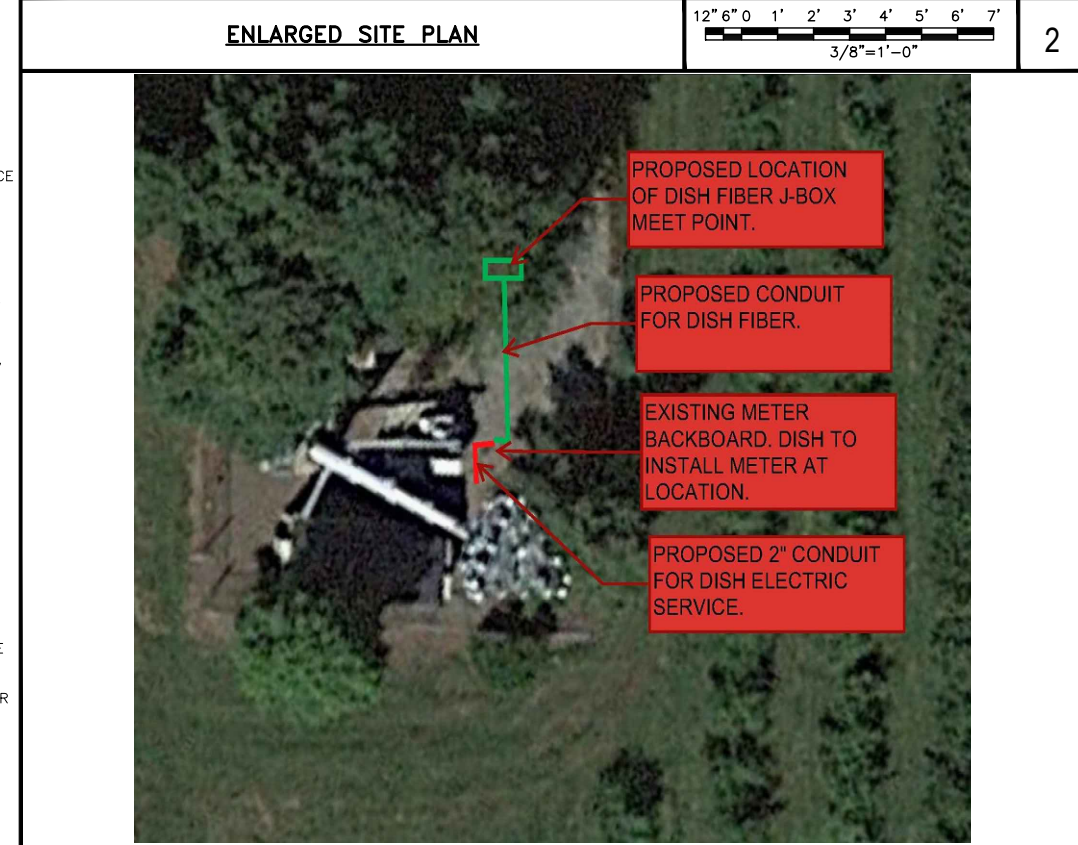 ENLARGED SITE PLAN
12" 6" 0 1' 2' 3' 4' 5' 6' 7'
3/8"=1'-0"
2
CE
PROPOSED LOCATION
OF DISH FIBER J-BOX
MEET POINT.
PROPOSED CONDUIT
FOR DISH FIBER.
EXISTING METER
BACKBOARD. DISH TO
INSTALL METER AT
LOCATION.
PROPOSED 2" CONDUIT
FOR DISH ELECTRIC
SERVICE.
E
R